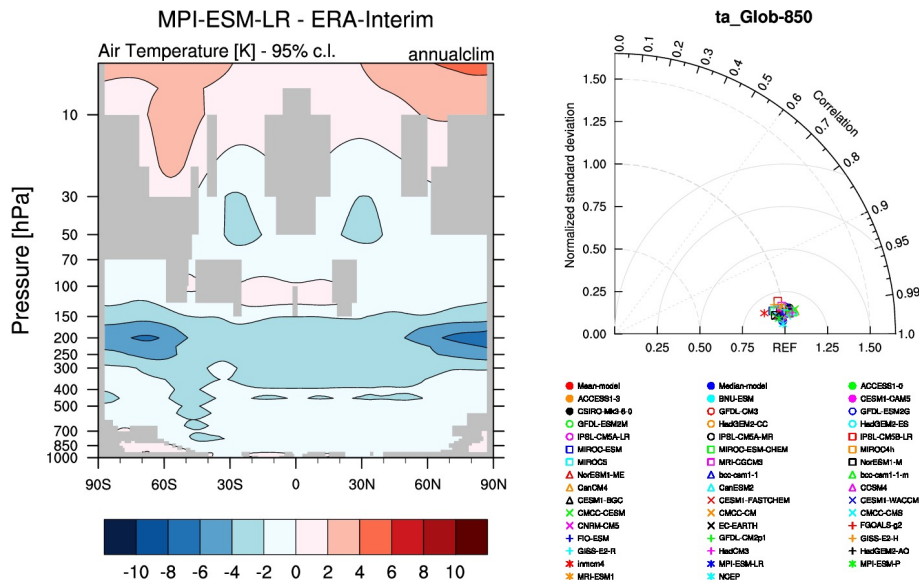 MPI-ESM-LR - ERA-Interim
Air Temperature [K] - 95% c.l.
annualclim
Pressure [hPa]
10
30
50
70
100
150
200
250
300
400
500
700
850
1000
90S
60S
30S
0
30N
60N
90N
-10
-8
-6
-4
-2
0
2
4
6
8
10
ta_Glob-850
Normalized standard deviation
1.50
1.25
1.00
0.75
0.50
0.25
0.00
0.25
0.50
0.75
REF
1.25
1.50
Correlation
0.0
0.1
0.2
0.3
0.4
0.5
0.6
0.7
0.8
0.9
0.95
0.99
1.0
Mean-model
Median-model
ACCESS1-0
ACCESS1-3
BNU-ESM
CESM1-CAM5
CSIRO-Mk3-6-0
GFDL-CM3
GFDL-ESM2G
GFDL-ESM2M
HadGEM2-CC
HadGEM2-ES
IPSL-CM5A-LR
IPSL-CM5A-MR
IPSL-CM5B-LR
MIROC-ESM
MIROC-ESM-CHEM
MIROC4h
MIROC5
MRI-CGCM3
NorESM1-M
NorESM1-ME
bcc-csm1-1
bcc-csm1-1-m
CanCM4
CanESM2
CCSM4
CESM1-BGC
CESM1-FASTCHEM
CESM1-WACCM
CMCC-CESM
CMCC-CM
CMCC-CMS
CNRM-CM5
EC-EARTH
FGOALS-g2
FIO-ESM
GFDL-CM2p1
GISS-E2-H
GISS-E2-R
HadCM3
HadGEM2-AO
inmcm4
MPI-ESM-LR
MPI-ESM-P
MRI-ESM1
NCEP